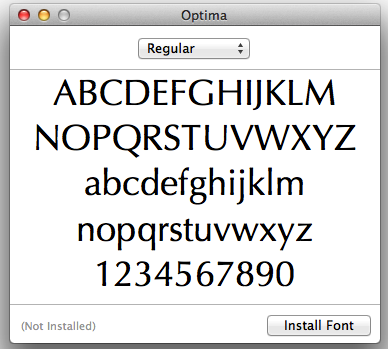 Optima
Regular
ABCDEFGHIJKLM
NOPQRSTUVWXYZ
abcdefghijklm
nopqrstuvwxyz
1234567890
(Not Installed)
Install Font